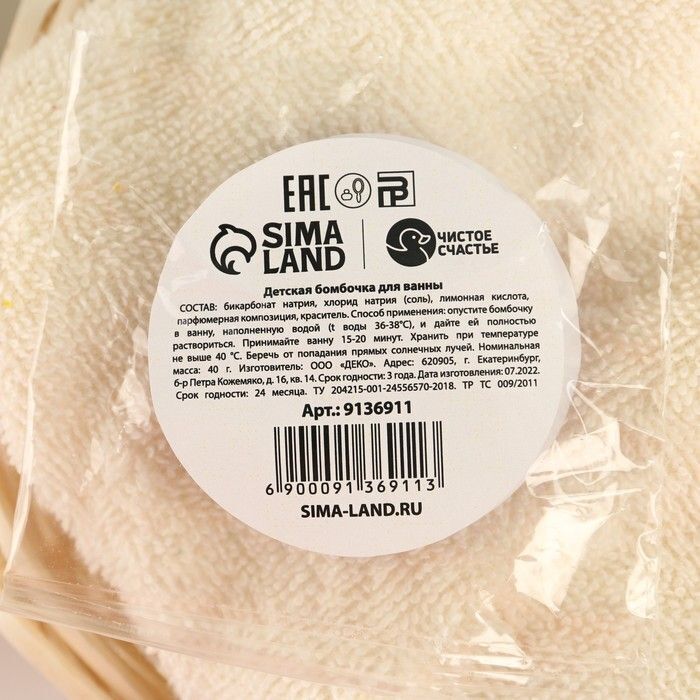 EAC
SIMA
LAND
ЧИСТОЕ
СЧАСТЬЕ
Детская бомбочка для ванны
СОСТАВ: бикарбонат натрия, хлорид натрия (соль), лимонная кислота,
парфюмерная композиция, краситель. Способ применения: опустите бомбочку
в ванну, наполненную водой (t воды 36-38°С), и дайте ей полностью
раствориться. Принимайте ванну 15-20 минут. Хранить при температуре
не выше 40 °С. Беречь от попадания прямых солнечных лучей. Номинальная
масса: 40 г. Изготовитель: ООО «ДЕКО». Адрес: 620905, г. Екатеринбург,
б-р Петра Кожемяко, д. 16, кв. 14. Срок годности: 3 года. Дата изготовления: 07.2022.
Срок годности: 24 месяца. ТУ 204215-001-24556570-2018. ТР ТС 009/2011
Арт.: 9136911
6 900091 369113
SIMA-LAND.RU